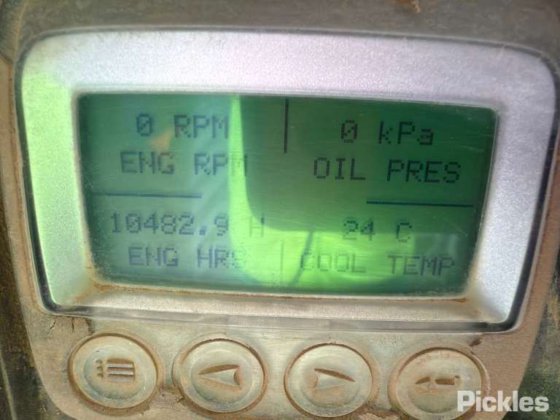 0 RPM 0 kPa
ENG RPM OIL PRES
10482.9 H 24 C
ENG HRS COOL TEMP
Pickles